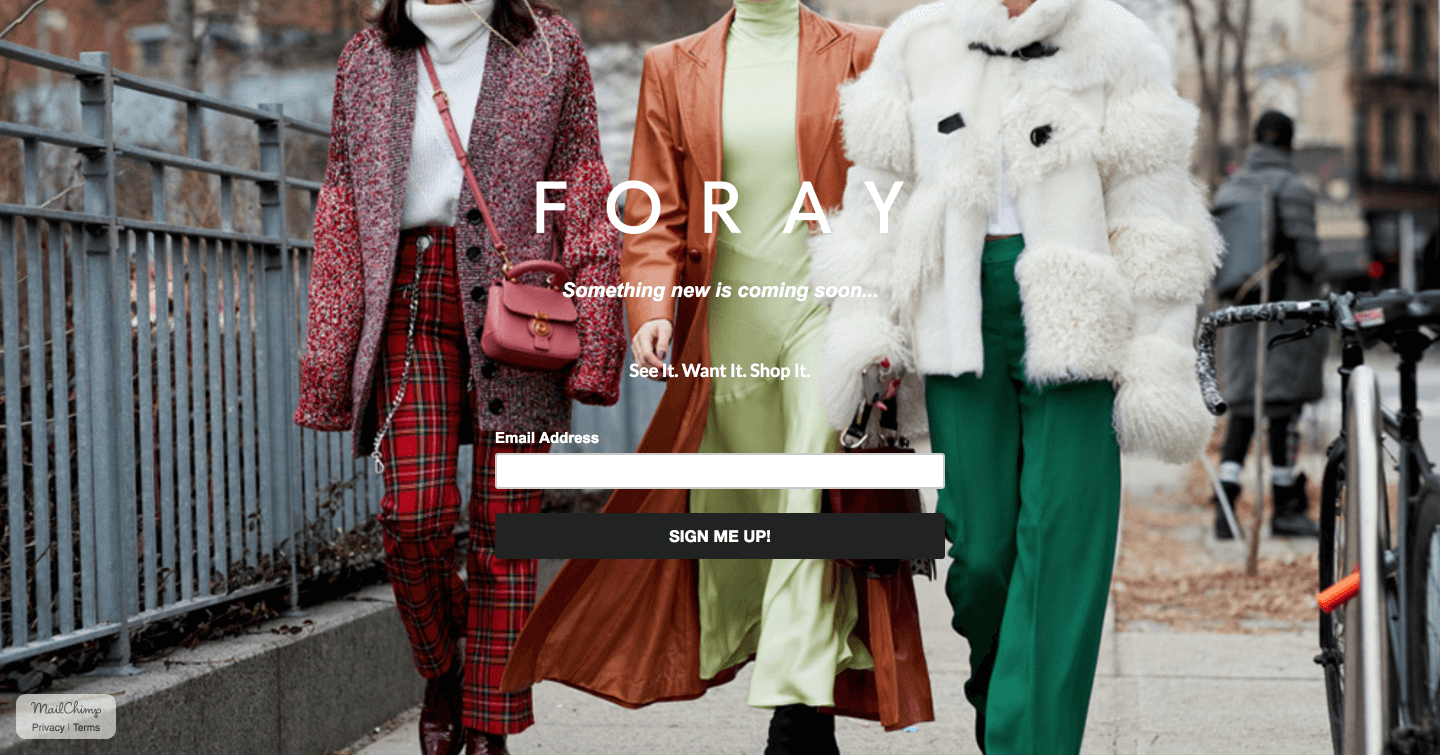 FORAY
Something new is coming soon...
See It. Want It. Shop It.
Email Address
SIGN ME UP!
MailChimp
Privacy | Terms